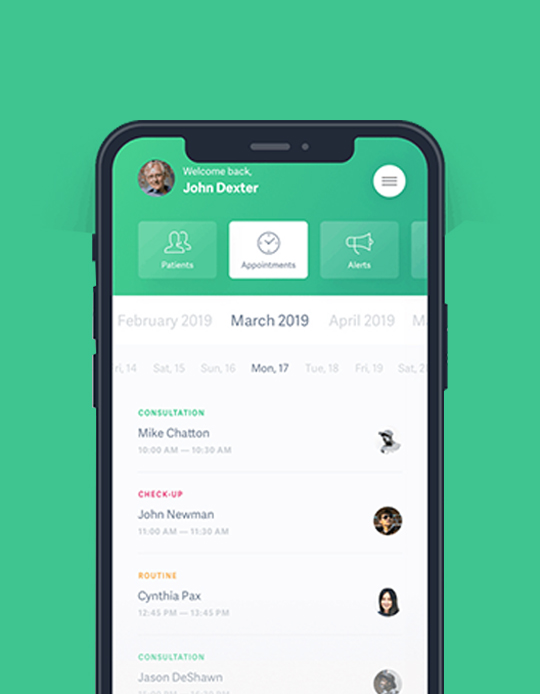 Welcome back,
John Dexter
Patients
Appointments
Alerts
February 2019 March 2019 April 2019 M
ri, 14 Sat, 15 Sun, 16 Mon, 17 Tue, 18 Fri, 19 Sat, 2
CONSULTATION
Mike Chatton
10:00 AM — 10:30 AM
CHECK-UP
John Newman
11:00 AM — 11:30 AM
ROUTINE
Cynthia Pax
12:45 PM — 13:45 PM
CONSULTATION
Jason DeShawn